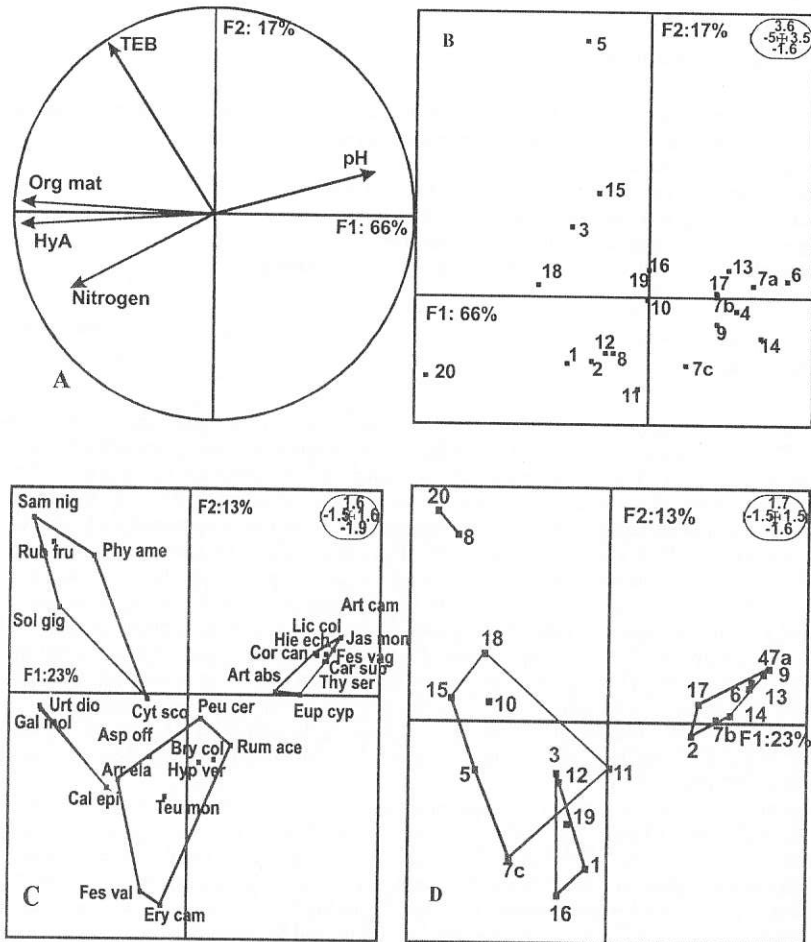 TEB
F2: 17%
pH
Org mat
HyA
F1: 66%
Nitrogen
A
B
5
F2:17%
3.6
-5 3.5
-1.6
15
3
16
18
19
13
17
7a
6
F1: 66%
10
7b
4
9
12
14
1
2
8
7c
20
11
Sam nig
F2:13%
1.6
-1.5 1.6
-1.9
Rub fru
Phy ame
Art cam
Lic col
Hie ech
Jas mon
Sol gig
Cor can
Fes vag
Car sup
F1:23%
Art abs
Thy ser
Urt dio
Cyt sco
Peu cer
Eup cyp
Gal mol
Asp off
Bry col
Rum ace
Arr ela
Hyp ver
Cal epi
Teu mon
Fes val
C
Ery cam
20
F2:13%
1.7
-1.5 1.5
-1.6
8
18
47a
9
15
17
6
13
10
14
7b
F1:23%
2
3
5
12
11
19
7c
1
D
16